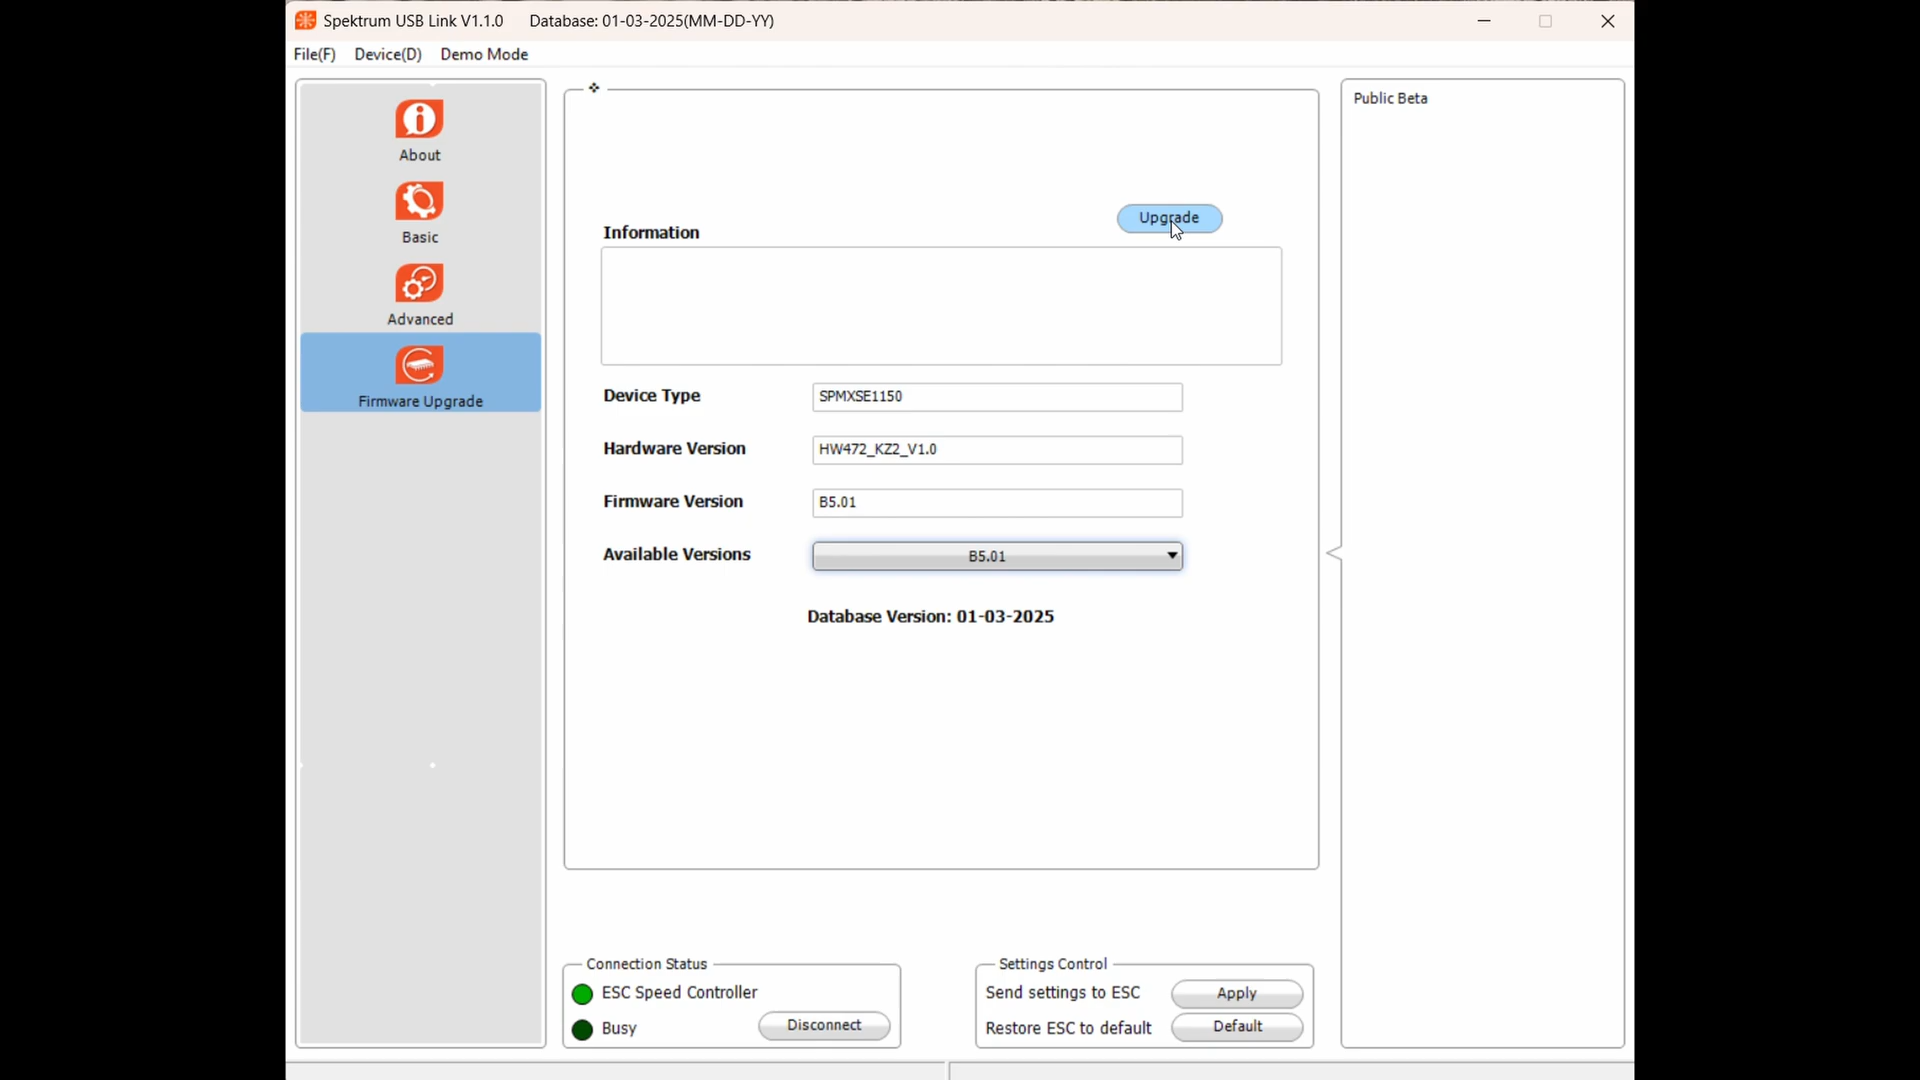 Spektrum USB Link V1.1.0 Database: 01-03-2025(MM-DD-YY)
File(F) Device(D) Demo Mode
About
Basic
Advanced
Firmware Upgrade
Upgrade
Information
Device Type SPMXSE1150
Hardware Version HW472_KZ2_V1.0
Firmware Version B5.01
Available Versions B5.01
Database Version: 01-03-2025
Public Beta
Connection Status
ESC Speed Controller
Busy Disconnect
Settings Control
Send settings to ESC Apply
Restore ESC to default Default